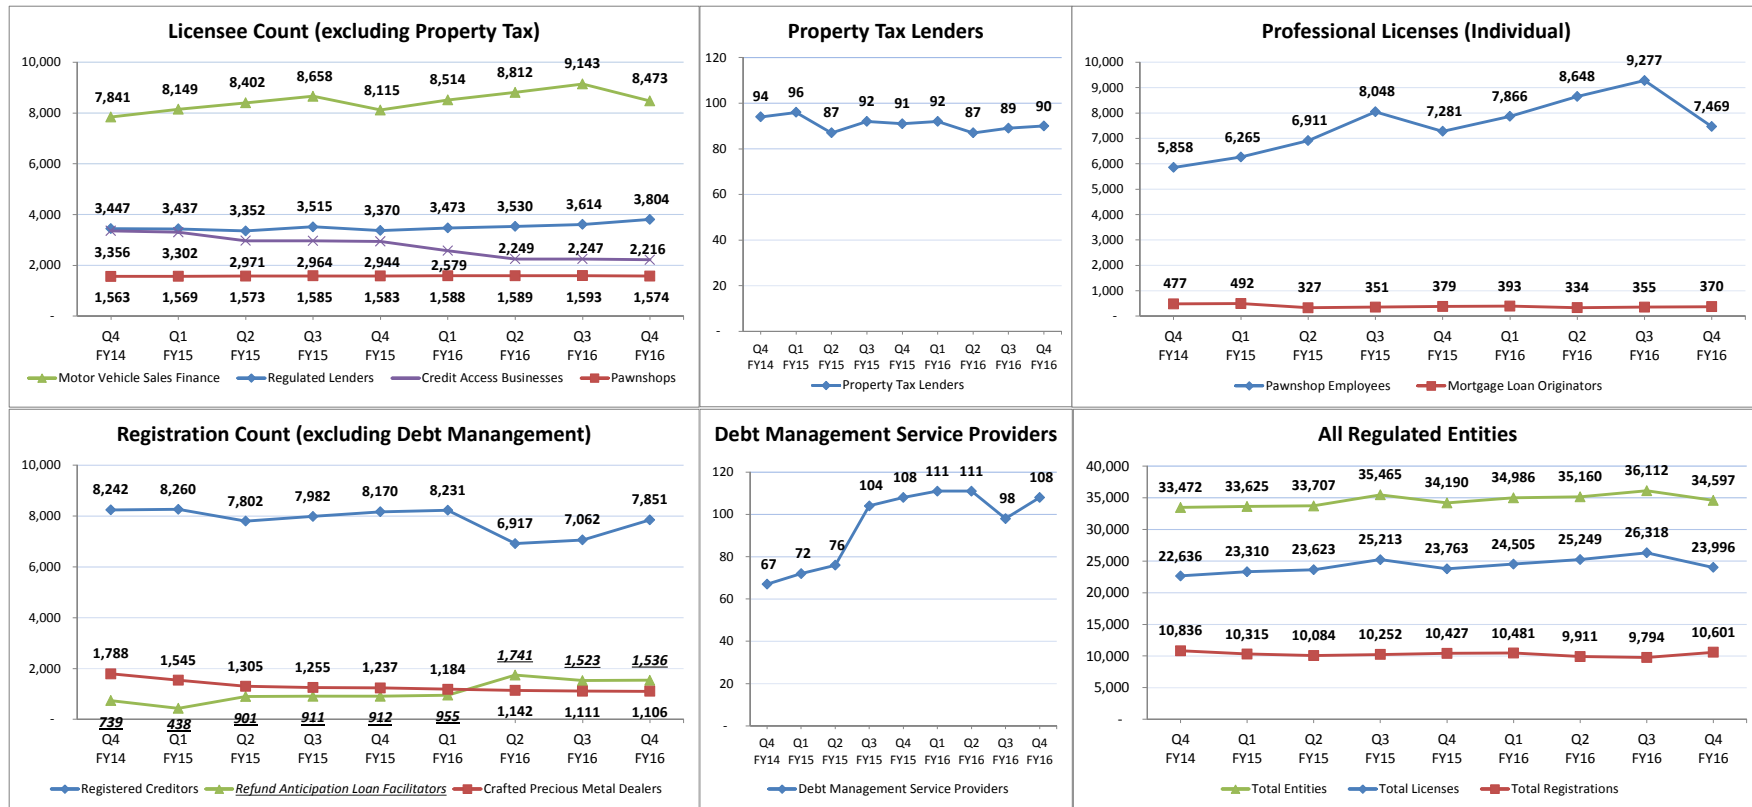 Licensee Count (excluding Property Tax)
10,000
8,000
6,000
4,000
2,000
-
7,841 8,149 8,402 8,658 8,115 8,514 8,812 9,143 8,473
3,447 3,437 3,352 3,515 3,370 3,473 3,530 3,614 3,804
3,356 3,302 2,971 2,964 2,944 2,579 2,249 2,247 2,216
1,563 1,569 1,573 1,585 1,583 1,588 1,589 1,593 1,574
Q4 Q1 Q2 Q3 Q4 Q1 Q2 Q3 Q4
FY14 FY15 FY15 FY15 FY15 FY16 FY16 FY16 FY16
Motor Vehicle Sales Finance Regulated Lenders Credit Access Businesses Pawnshops
Property Tax Lenders
120
100
80
60
40
20
-
94 96 87 92 91 92 87 89 90
Q4 Q1 Q2 Q3 Q4 Q1 Q2 Q3 Q4
FY14 FY15 FY15 FY15 FY15 FY16 FY16 FY16 FY16
Property Tax Lenders
Professional Licenses (Individual)
10,000
9,000
8,000
7,000
6,000
5,000
4,000
3,000
2,000
1,000
-
5,858 6,265 6,911 8,048 7,281 7,866 8,648 9,277 7,469
477 492 327 351 379 393 334 355 370
Q4 Q1 Q2 Q3 Q4 Q1 Q2 Q3 Q4
FY14 FY15 FY15 FY15 FY15 FY16 FY16 FY16 FY16
Pawnshop Employees Mortgage Loan Originators
Registration Count (excluding Debt Manangement)
10,000
8,000
6,000
4,000
2,000
-
8,242 8,260 7,802 7,982 8,170 8,231 6,917 7,062 7,851
1,788 1,545 1,305 1,255 1,237 1,184 1,741 1,523 1,536
739 438 901 911 912 955 1,142 1,111 1,106
Q4 Q1 Q2 Q3 Q4 Q1 Q2 Q3 Q4
FY14 FY15 FY15 FY15 FY15 FY16 FY16 FY16 FY16
Registered Creditors Refund Anticipation Loan Facilitators Crafted Precious Metal Dealers
Debt Management Service Providers
120
100
80
60
40
20
-
67 72 76 104 108 111 111 98 108
Q4 Q1 Q2 Q3 Q4 Q1 Q2 Q3 Q4
FY14 FY15 FY15 FY15 FY15 FY16 FY16 FY16 FY16
Debt Management Service Providers
All Regulated Entities
40,000
35,000
30,000
25,000
20,000
15,000
10,000
5,000
-
33,472 33,625 33,707 35,465 34,190 34,986 35,160 36,112 34,597
22,636 23,310 23,623 25,213 23,763 24,505 25,249 26,318 23,996
10,836 10,315 10,084 10,252 10,427 10,481 9,911 9,794 10,601
Q4 Q1 Q2 Q3 Q4 Q1 Q2 Q3 Q4
FY14 FY15 FY15 FY15 FY15 FY16 FY16 FY16 FY16
Total Entities Total Licenses Total Registrations